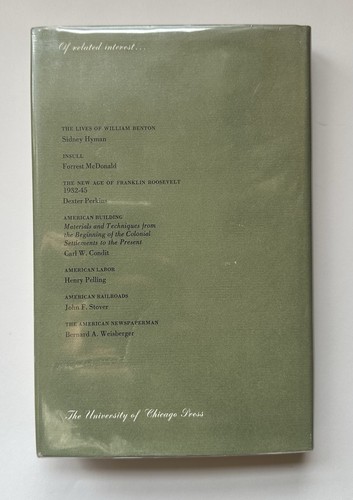 Of related interest...
THE LIVES OF WILLIAM BENTON
Sidney Hyman
INSULL
Forrest McDonald
THE NEW AGE OF FRANKLIN ROOSEVELT
1932-45
Dexter Perkins
AMERICAN BUILDING
Materials and Techniques from
the Beginning of the Colonial
Settlements to the Present
Carl W. Condit
AMERICAN LABOR
Henry Pelling
AMERICAN RAILROADS
John F. Stover
THE AMERICAN NEWSPAPERMAN
Bernard A. Weisberger
The University of Chicago Press